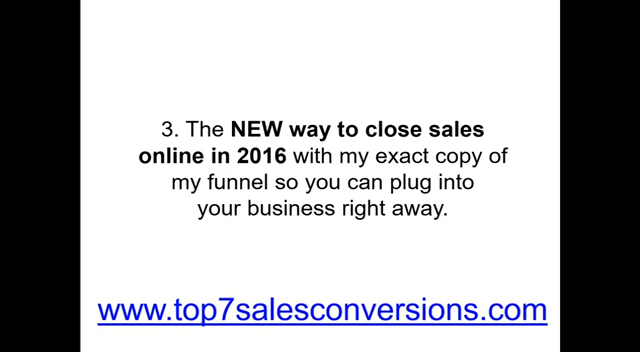 3. The NEW way to close sales
online in 2016 with my exact copy of
my funnel so you can plug into
your business right away.
www.top7salesconversions.com